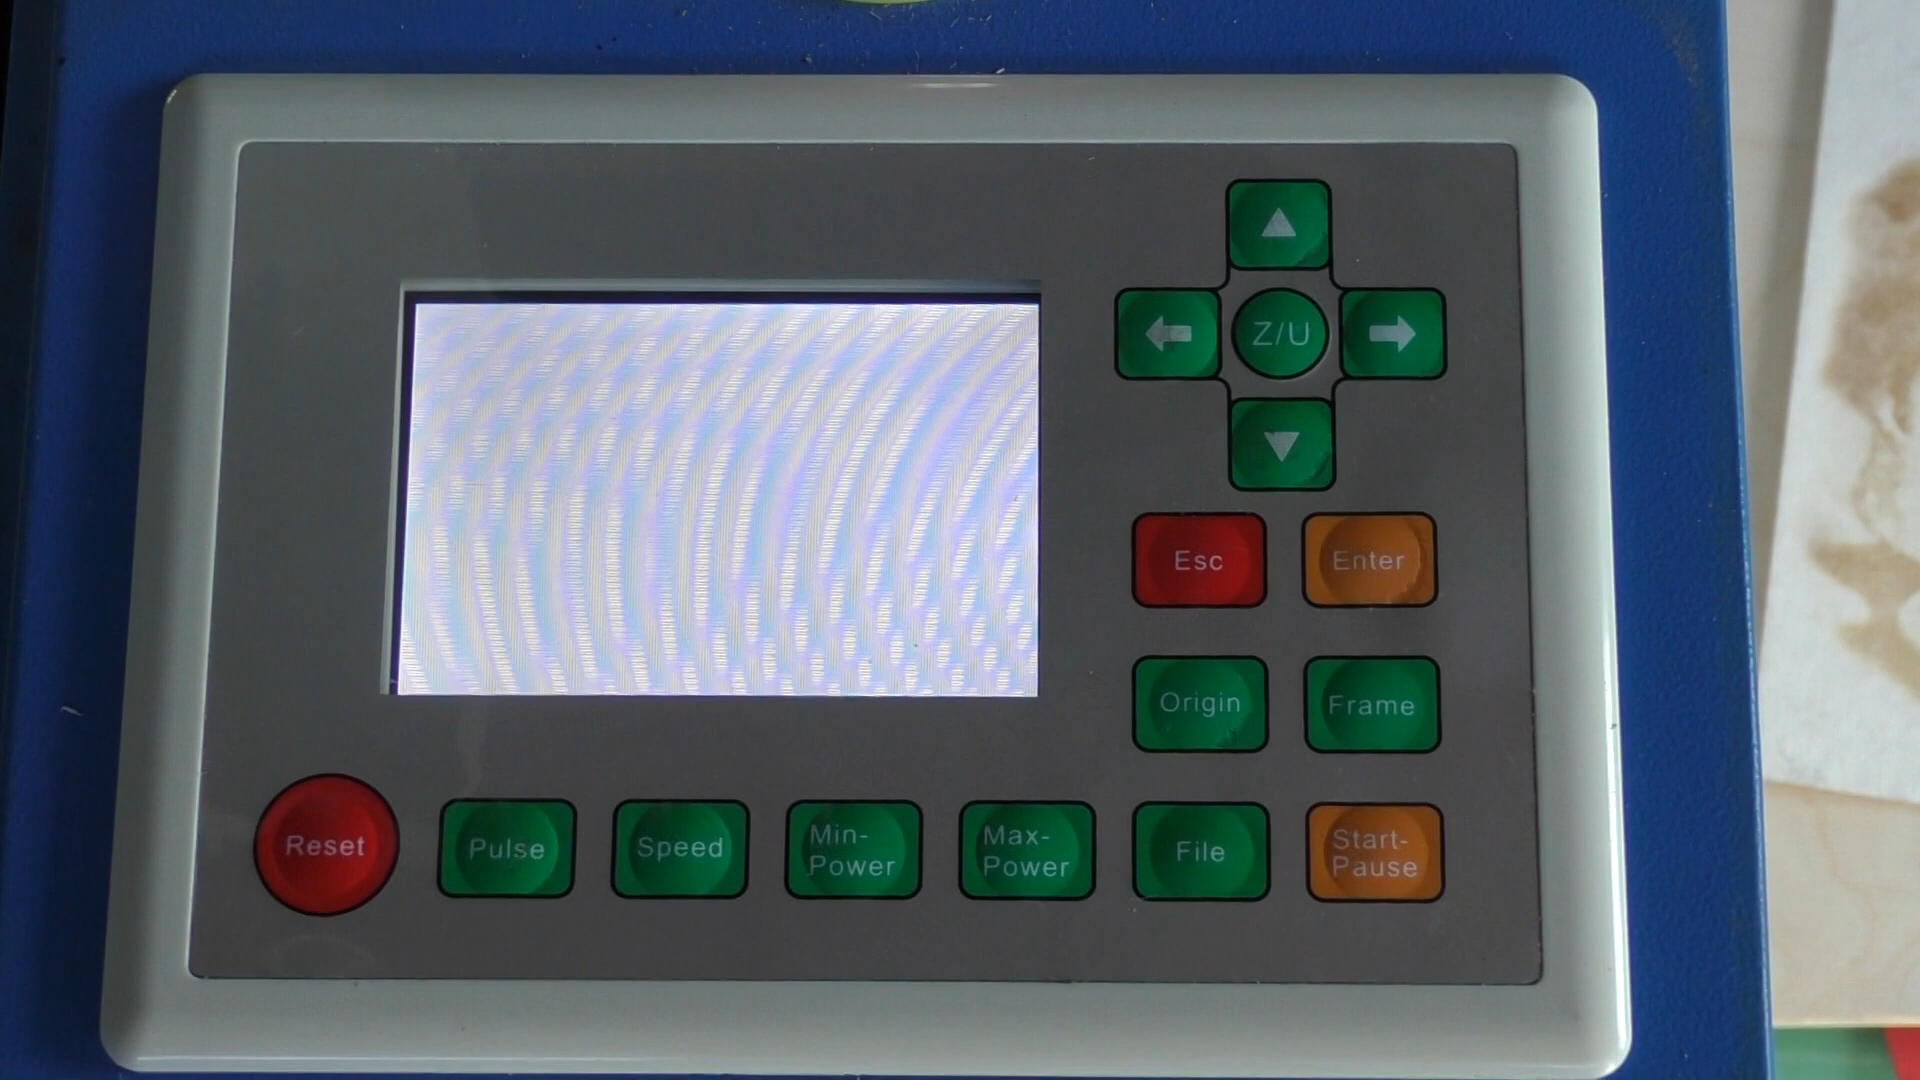 Z/U
Esc
Enter
Origin
Frame
Reset
Pulse
Speed
Min-
Power
Max-
Power
File
Start-
Pause